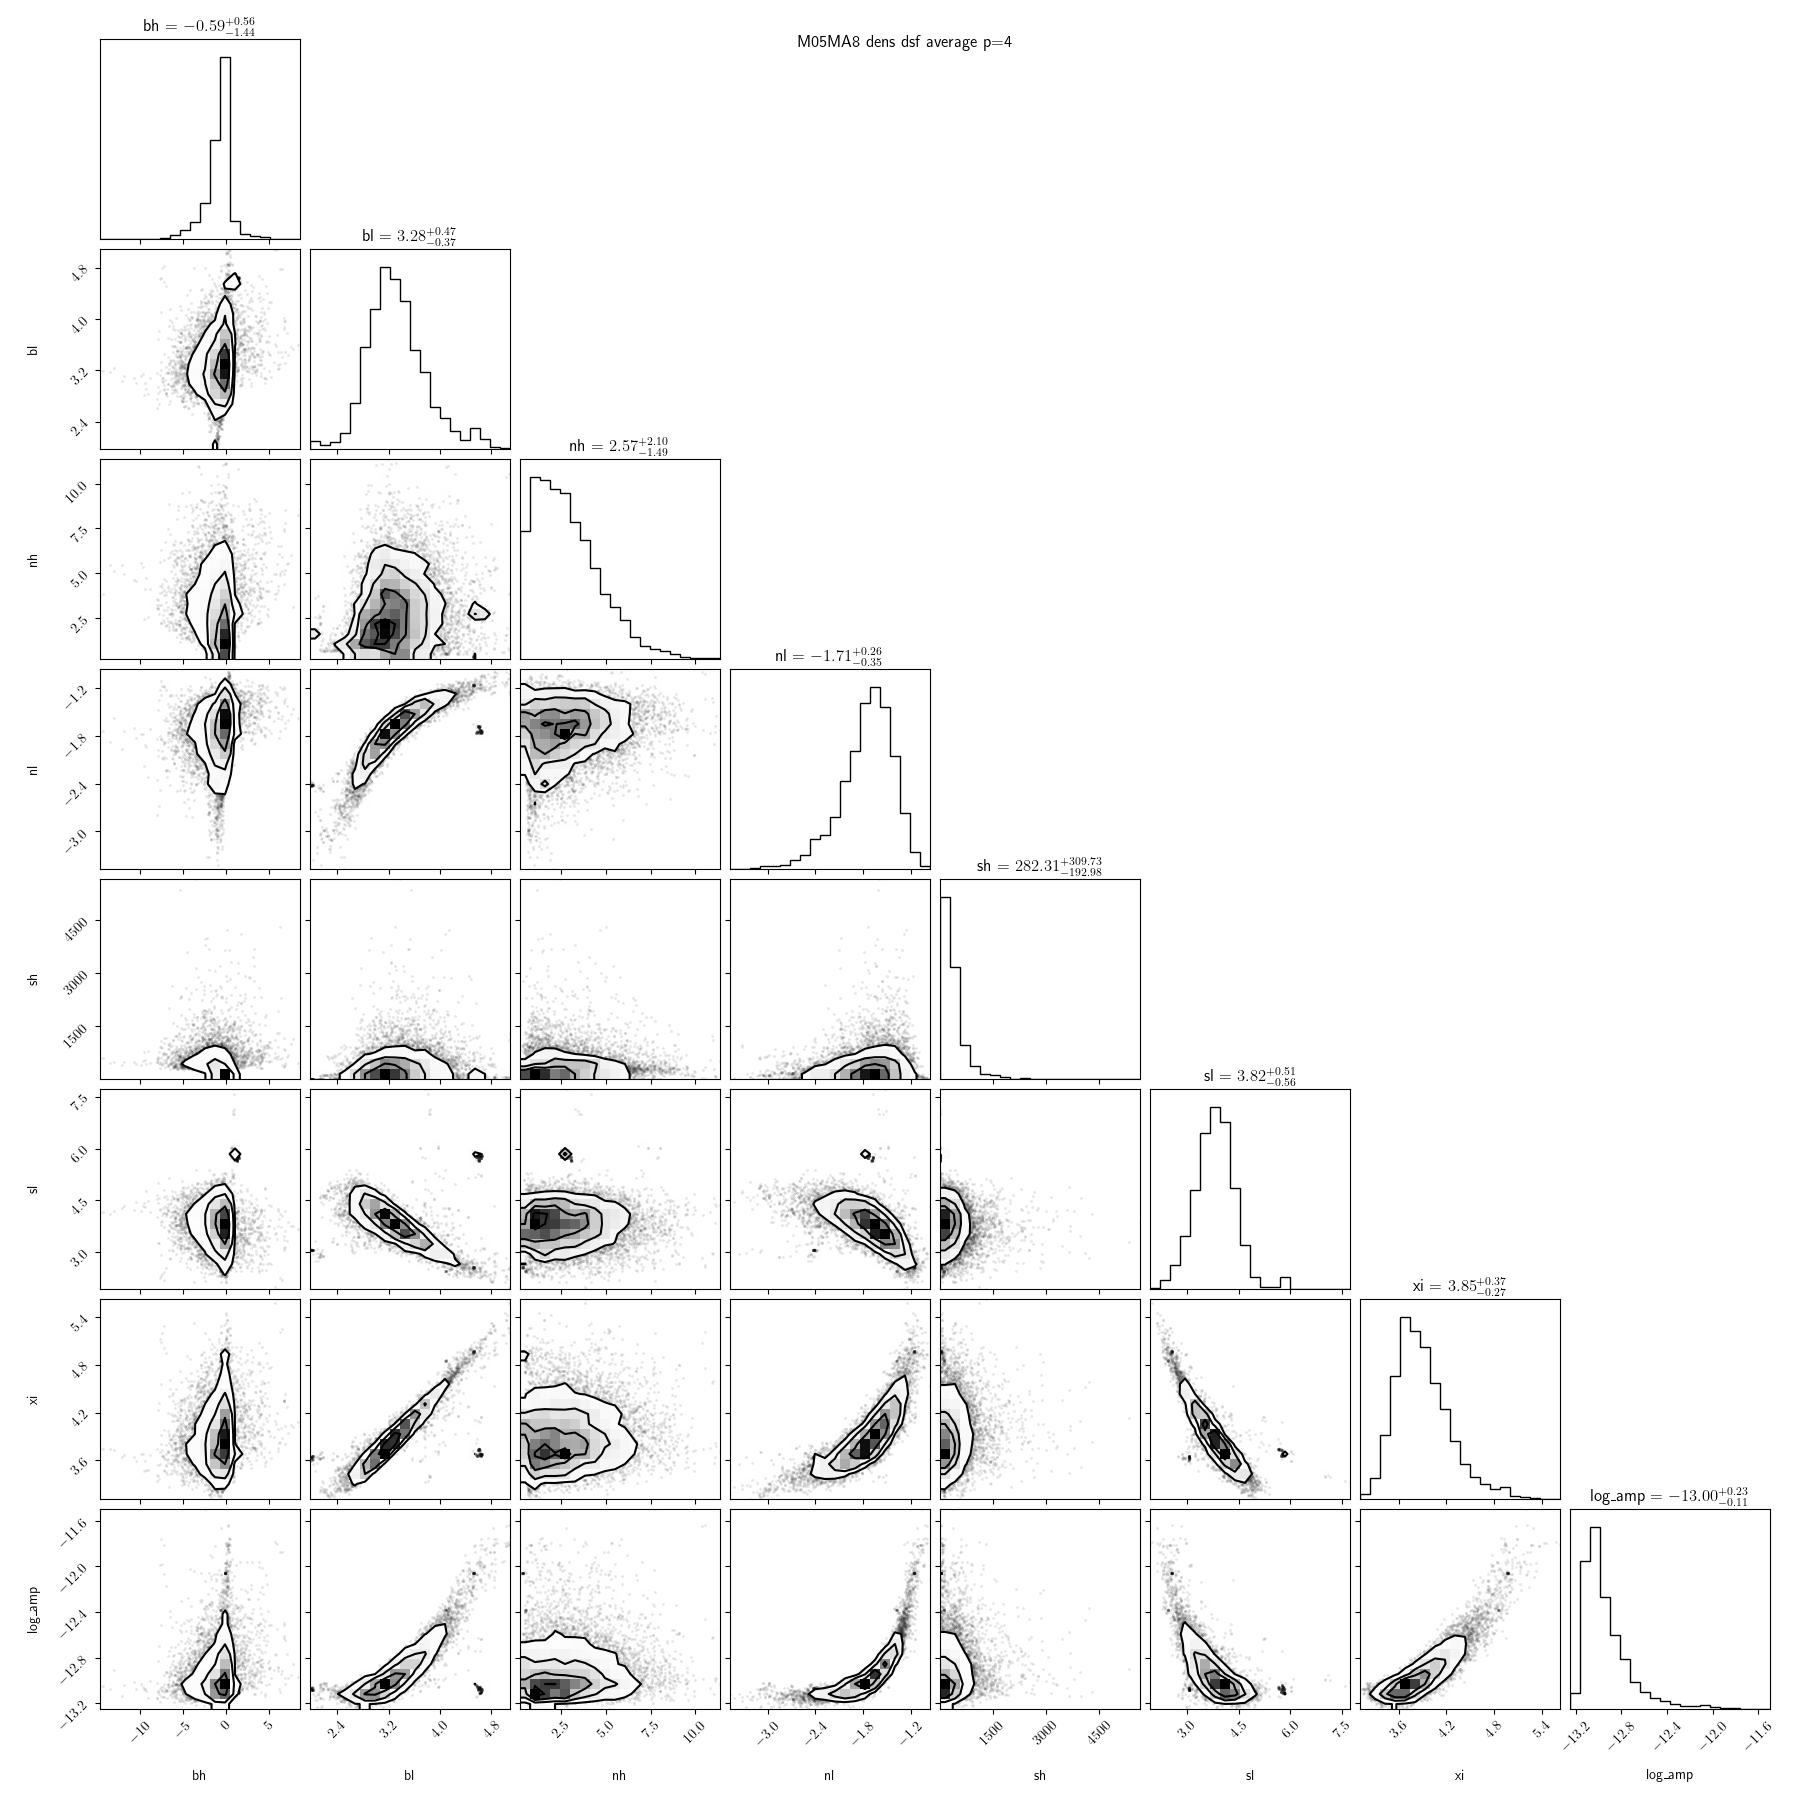 M05MA8 dens dsf average p=4
bh = −0.59+0.56 −1.44
bl = 3.28+0.47 −0.37
4.8
4.0
3.2
2.4
bl
nh = 2.57+2.10 −1.49
10.0
7.5
5.0
2.5
nh
nl = −1.71+0.26 −0.35
−1.2
−1.8
−2.4
−3.0
nl
sh = 282.31+309.73 −192.98
4500
3000
1500
sh
sl = 3.82+0.51 −0.56
7.5
6.0
4.5
3.0
sl
xi = 3.85+0.37 −0.27
5.4
4.8
4.2
3.6
xi
log_amp = −13.00+0.23 −0.11
−11.6
−12.0
−12.4
−12.8
−13.2
log_amp
−10 −5 0 5 2.4 3.2 4.0 4.8 2.5 5.0 7.5 10.0 −3.0 −2.4 −1.8 −1.2 1500 3000 4500 3.0 4.5 6.0 7.5 3.6 4.2 4.8 5.4 −13.2 −12.8 −12.4 −12.0 −11.6
bh bl nh nl sh sl xi log_amp